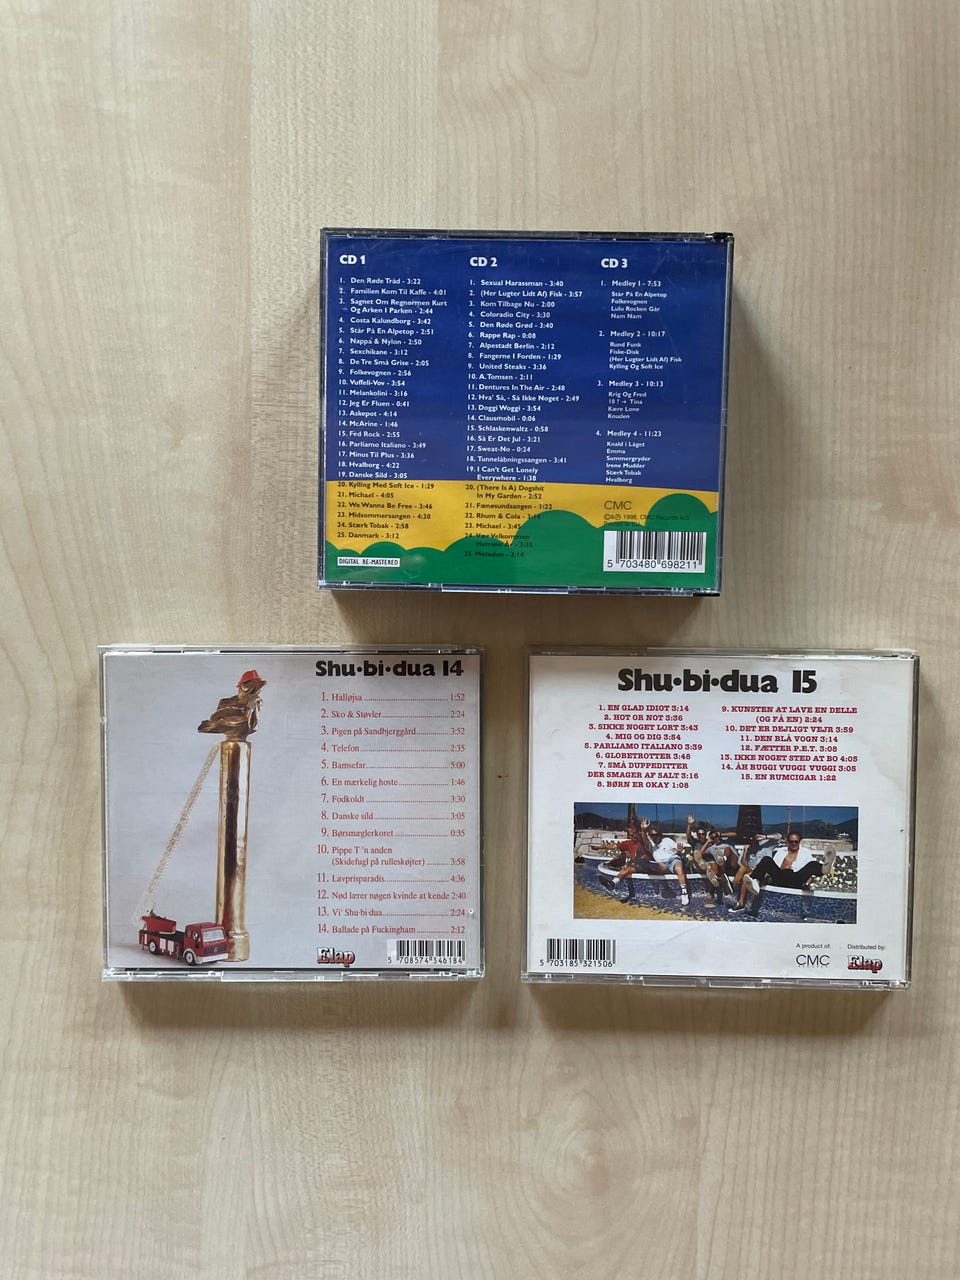 CD 1
1. Den Røde Tråd - 3:22
2. Familien Kom Til Kaffe - 4:01
3. Sagnet Om Regnormen Kurt
Og Arken I Parken - 2:44
4. Costa Kalundborg - 3:42
5. Står På En Alpetop - 2:51
6. Nappa & Nylon - 2:50
7. Sexchikane - 3:12
8. De Tre Små Grise - 2:05
9. Folkevognen - 2:56
10. Vuffeli-Vov - 3:54
11. Melankolini - 3:16
12. Jeg Er Fluen - 0:41
13. Askepot - 4:14
14. McArine - 1:46
15. Fed Rock - 2:55
16. Parliamo Italiano - 3:49
17. Minus Til Plus - 3:36
18. Hvalborg - 4:22
19. Danske Sild - 3:05
20. Kylling Med Soft Ice - 1:29
21. Michael - 4:05
22. We Wanna Be Free - 3:46
23. Midsommersangen - 4:30
24. Stærk Tobak - 2:58
25. Danmark - 3:12
DIGITAL RE-MASTERED
CD 2
1. Sexual Harassman - 3:40
2. (Her Lugter Lidt Af) Fisk - 3:57
3. Kom Tilbage Nu - 2:00
4. Coloradio City - 3:30
5. Den Røde Grød - 3:40
6. Rappe Rap - 0:08
7. Alpestadt Berlin - 2:12
8. Fangerne I Forden - 1:29
9. United Steaks - 3:36
10. A. Tomsen - 2:11
11. Dentures In The Air - 2:48
12. Hva' Så, - Så Ikke Noget - 2:49
13. Doggi Woggi - 3:54
14. Clausmobil - 0:06
15. Schlaskenwaltz - 0:58
16. Så Er Det Jul - 3:21
17. Sweat-No - 0:24
18. Tunnelåbningssangen - 3:41
19. I Can't Get Lonely
Everywhere - 1:38
20. (There Is A) Dogshit
In My Garden - 2:52
21. Fænøsundsangen - 1:22
22. Rhum & Cola - 3:14
23. Michael - 3:45
24. Vær Velkommen
Herrens År - 3:35
25. Metadon - 2:14
CD 3
1. Medley 1 - 7:53
Står På En Alpetop
Folkevognen
Lulu Rocken Går
Nam Nam
2. Medley 2 - 10:17
Rund Funk
Fiske-Disk
(Her Lugter Lidt Af) Fisk
Kylling Og Soft Ice
3. Medley 3 - 10:13
Krig Og Fred
10 ? → Tina
Kære Lone
Knuden
4. Medley 4 - 11:23
Knald i Låget
Emma
Sommergryder
Irene Mudder
Stærk Tobak
Hvalborg
CMC
©&℗ 1998, CMC Records A/S
Printed in EU
5 703480 698211
Shu•bi•dua 14
1. Halløjsa 1:52
2. Sko & Støvler 2:24
3. Pigen på Sandbjerggård 3:52
4. Telefon 2:35
5. Bamsefar 5:00
6. En mærkelig hoste 1:46
7. Fodkoldt 3:30
8. Danske sild 3:05
9. Børsmæglerkoret 0:35
10. Pippe T 'n anden
(Skidefugl på rulleskøjter) 3:58
11. Lavprisparadis 4:36
12. Nød lærer nøgen kvinde at kende 2:40
13. Vi' Shu•bi•dua 2:24
14. Ballade på Fuckingham 2:12
Elap
5 708574 346184
Shu•bi•dua 15
1. EN GLAD IDIOT 3:14
2. HOT OR NOT 3:36
3. SIKKE NOGET LORT 3:43
4. MIG OG DIG 3:54
5. PARLIAMO ITALIANO 3:39
6. GLOBETROTTER 3:48
7. SMÅ DUPPEDITTER
DER SMAGER AF SALT 3:16
8. BØRN ER OKAY 1:08
9. KUNSTEN AT LAVE EN DELLE
(OG FÅ EN) 2:24
10. DET ER DEJLIGT VEJR 3:59
11. DEN BLÅ VOGN 3:14
12. FÆTTER P.E.T. 3:08
13. IKKE NOGET STED AT BO 4:05
14. ÅH BUGGI VUGGI VUGGI 3:05
15. EN RUMCIGAR 1:22
5 703185 321506
A product of:
CMC
Distributed by:
Elap